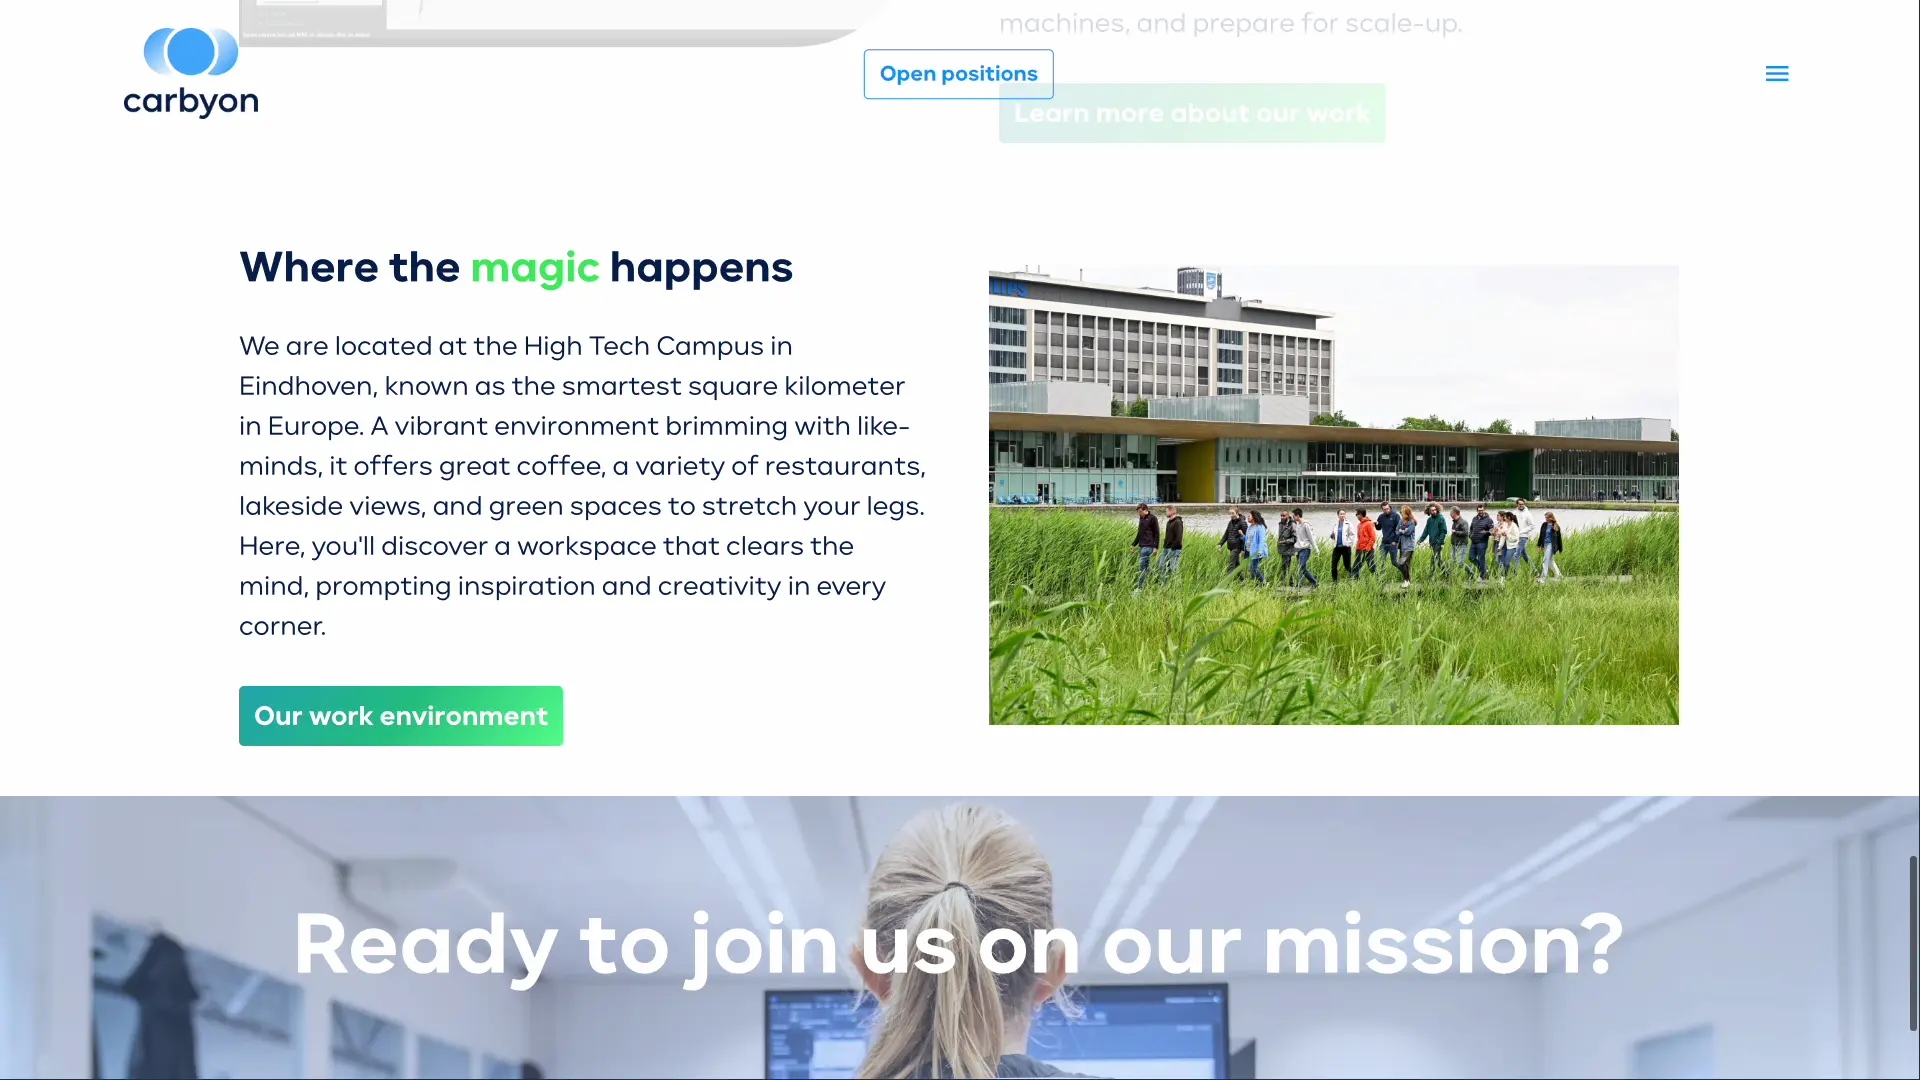 machines, and prepare for scale-up.
carbyon
Open positions
Learn more about our work
Where the magic happens
We are located at the High Tech Campus in
Eindhoven, known as the smartest square kilometer
in Europe. A vibrant environment brimming with like-
minds, it offers great coffee, a variety of restaurants,
lakeside views, and green spaces to stretch your legs.
Here, you'll discover a workspace that clears the
mind, prompting inspiration and creativity in every
corner.
Our work environment
Ready to join us on our mission?